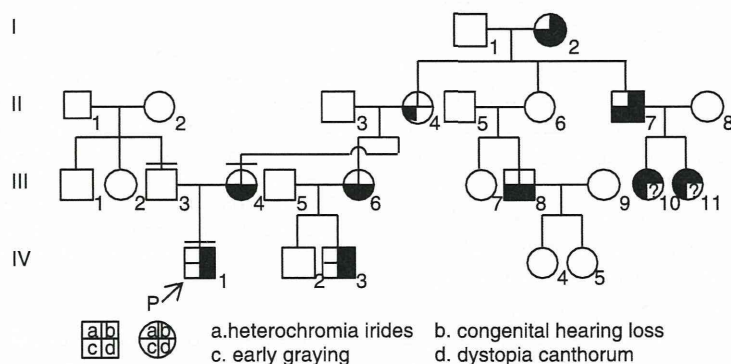 I
1 2
II
1 2 3 4 5 6 7 8
III
1 2 3 4 5 6 7 8 9 ?10 ?11
IV
1 2 3 4 5
P
a b a b a.heterochromia irides b. congenital hearing loss
c d c d c. early graying d. dystopia canthorum